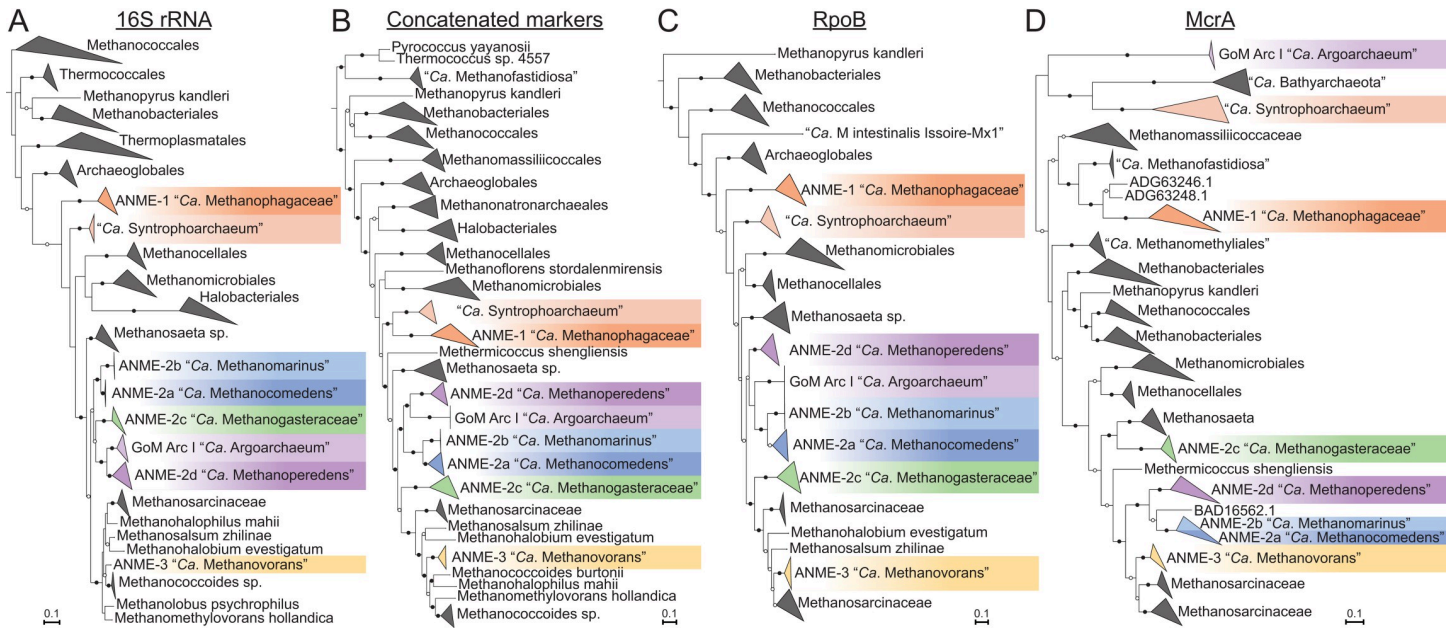 A
16S rRNA
Methanococcales
Thermococcales
Methanopyrus kandleri
Methanobacteriales
Thermoplasmatales
Archaeoglobales
ANME-1 “Ca. Methanophagaceae”
“Ca. Syntrophoarchaeum”
Methanocellales
Methanomicrobiales
Halobacteriales
Methanosaeta sp.
ANME-2b “Ca. Methanomarinus”
ANME-2a “Ca. Methanocomedens”
ANME-2c “Ca. Methanogasteraceae”
GoM Arc I “Ca. Argoarchaeum”
ANME-2d “Ca. Methanoperedens”
Methanosarcinaceae
Methanohalophilus mahii
Methanosalsum zhilinae
Methanohalobium evestigatum
ANME-3 “Ca. Methanovorans”
Methanococcoides sp.
Methanolobus psychrophilus
Methanomethylovorans hollandica
0.1
B
Concatenated markers
Pyrococcus yayanosii
Thermococcus sp. 4557
“Ca. Methanofastidiosa”
Methanopyrus kandleri
Methanobacteriales
Methanococcales
Methanomassiliicoccales
Archaeoglobales
Methanonatronarchaeales
Halobacteriales
Methanocellales
Methanoflorens stordalenmirensis
Methanomicrobiales
“Ca. Syntrophoarchaeum”
ANME-1 “Ca. Methanophagaceae”
Methermicoccus shengliensis
Methanosaeta sp.
ANME-2d “Ca. Methanoperedens”
GoM Arc I “Ca. Argoarchaeum”
ANME-2b “Ca. Methanomarinus”
ANME-2a “Ca. Methanocomedens”
ANME-2c “Ca. Methanogasteraceae”
Methanosarcinaceae
Methanosalsum zhilinae
Methanohalobium evestigatum
ANME-3 “Ca. Methanovorans”
Methanococcoides burtonii
Methanohalophilus mahii
Methanomethylovorans hollandica
Methanococcoides sp.
0.1
C
RpoB
Methanopyrus kandleri
Methanobacteriales
Methanococcales
“Ca. M intestinalis Issoire-Mx1”
Archaeoglobales
ANME-1 “Ca. Methanophagaceae”
“Ca. Syntrophoarchaeum”
Methanomicrobiales
Methanocellales
Methanosaeta sp.
ANME-2d “Ca. Methanoperedens”
GoM Arc I “Ca. Argoarchaeum”
ANME-2b “Ca. Methanomarinus”
ANME-2a “Ca. Methanocomedens”
ANME-2c “Ca. Methanogasteraceae”
Methanosarcinaceae
Methanohalobium evestigatum
Methanosalsum zhilinae
ANME-3 “Ca. Methanovorans”
Methanosarcinaceae
0.1
D
McrA
GoM Arc I “Ca. Argoarchaeum”
“Ca. Bathyarchaeota”
“Ca. Syntrophoarchaeum”
Methanomassiliicoccaceae
“Ca. Methanofastidiosa”
ADG63246.1
ADG63248.1
ANME-1 “Ca. Methanophagaceae”
“Ca. Methanomethyliales”
Methanobacteriales
Methanopyrus kandleri
Methanococcales
Methanobacteriales
Methanomicrobiales
Methanocellales
Methanosaeta
ANME-2c “Ca. Methanogasteraceae”
Methermicoccus shengliensis
ANME-2d “Ca. Methanoperedens”
BAD16562.1
ANME-2b “Ca. Methanomarinus”
ANME-2a “Ca. Methanocomedens”
ANME-3 “Ca. Methanovorans”
Methanosarcinaceae
Methanosarcinaceae
0.1